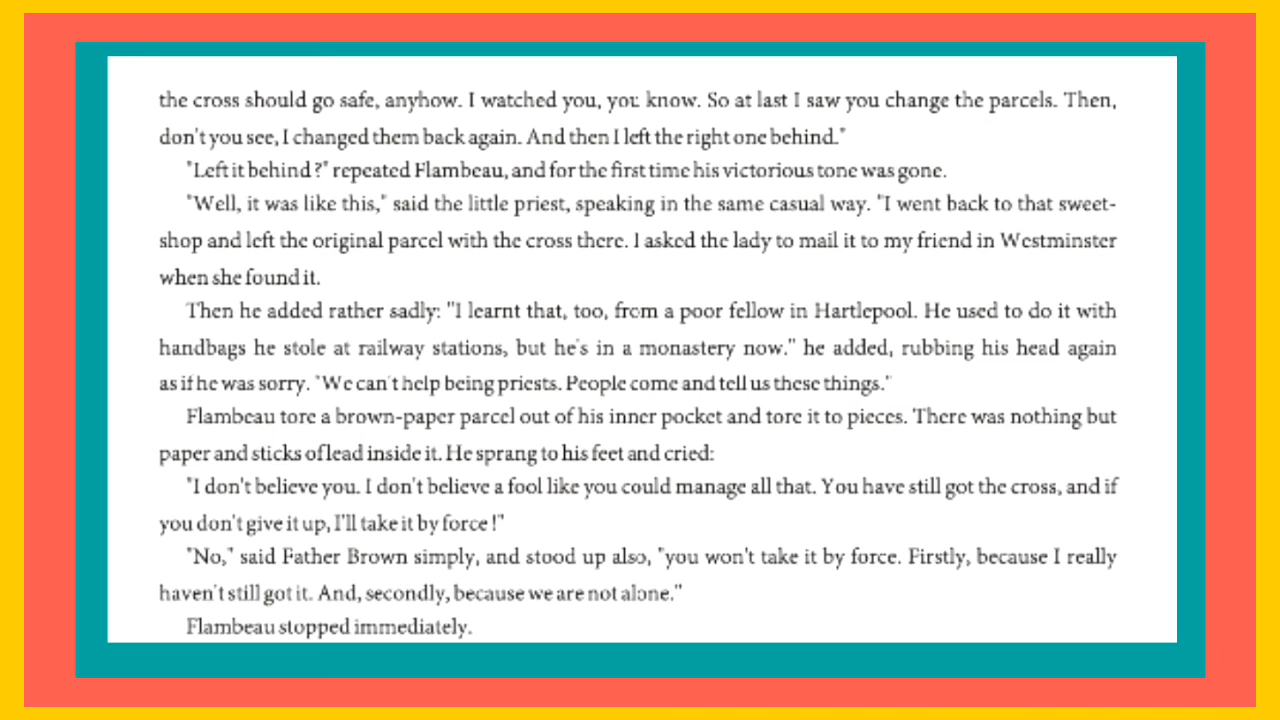 the cross should go safe, anyhow. I watched you, you know. So at last I saw you change the parcels. Then,
don't you see, I changed them back again. And then I left the right one behind."
"Left it behind?" repeated Flambeau, and for the first time his victorious tone was gone.
"Well, it was like this," said the little priest, speaking in the same casual way. "I went back to that sweet-
shop and left the original parcel with the cross there. I asked the lady to mail it to my friend in Westminster
when she found it.
Then he added rather sadly: "I learnt that, too, from a poor fellow in Hartlepool. He used to do it with
handbags he stole at railway stations, but he's in a monastery now." he added, rubbing his head again
as if he was sorry. "We can't help being priests. People come and tell us these things."
Flambeau tore a brown-paper parcel out of his inner pocket and tore it to pieces. There was nothing but
paper and sticks of lead inside it. He sprang to his feet and cried:
"I don't believe you. I don't believe a fool like you could manage all that. You have still got the cross, and if
you don't give it up, I'll take it by force!"
"No," said Father Brown simply, and stood up also, "you won't take it by force. Firstly, because I really
haven't still got it. And, secondly, because we are not alone."
Flambeau stopped immediately.